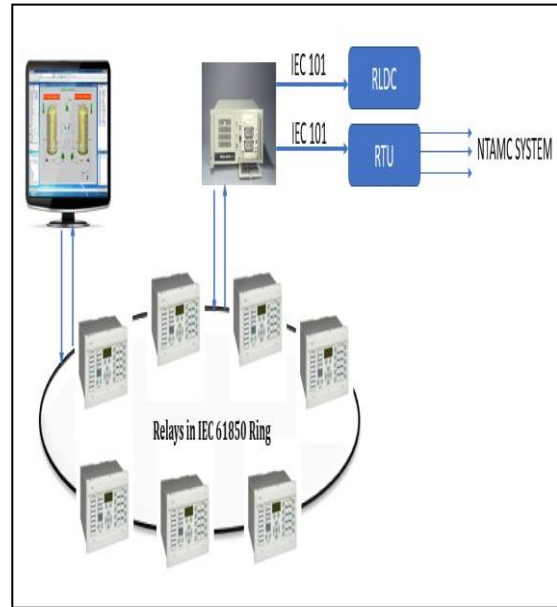 IEC 101
RLDC
IEC 101
RTU
NTAMC SYSTEM
Relays in IEC 61850 Ring